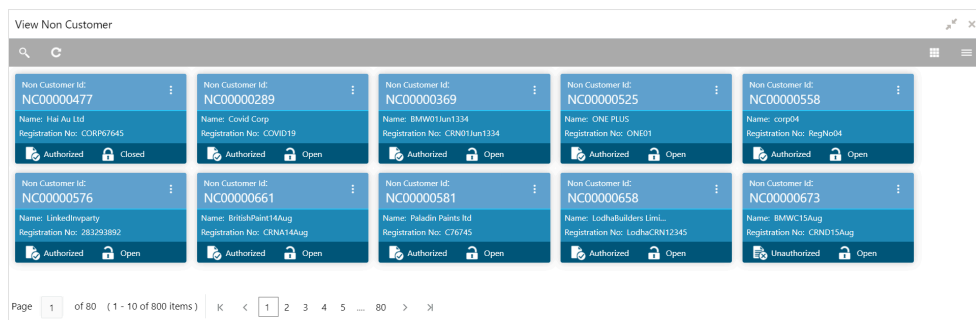 View Non Customer
Non Customer Id:
NC00000477
Name: Hai Au Ltd
Registration No: CORP67645
Authorized Closed
Non Customer Id:
NC00000289
Name: Covid Corp
Registration No: COVID19
Authorized Open
Non Customer Id:
NC00000369
Name: BMW01Jun1334
Registration No: CRN01Jun1334
Authorized Open
Non Customer Id:
NC00000525
Name: ONE PLUS
Registration No: ONE01
Authorized Open
Non Customer Id:
NC00000558
Name: corp04
Registration No: RegNo04
Authorized Open
Non Customer Id:
NC00000576
Name: LinkedInvparty
Registration No: 283293892
Authorized Open
Non Customer Id:
NC00000661
Name: BritishPaint14Aug
Registration No: CRNA14Aug
Authorized Open
Non Customer Id:
NC00000581
Name: Paladin Paints ltd
Registration No: C76745
Authorized Open
Non Customer Id:
NC00000658
Name: LodhaBuilders Limi...
Registration No: LodhaCRN12345
Authorized Open
Non Customer Id:
NC00000673
Name: BMWC15Aug
Registration No: CRND15Aug
Unauthorized Open
Page 1 of 80 ( 1 - 10 of 800 items ) 1 2 3 4 5 .... 80